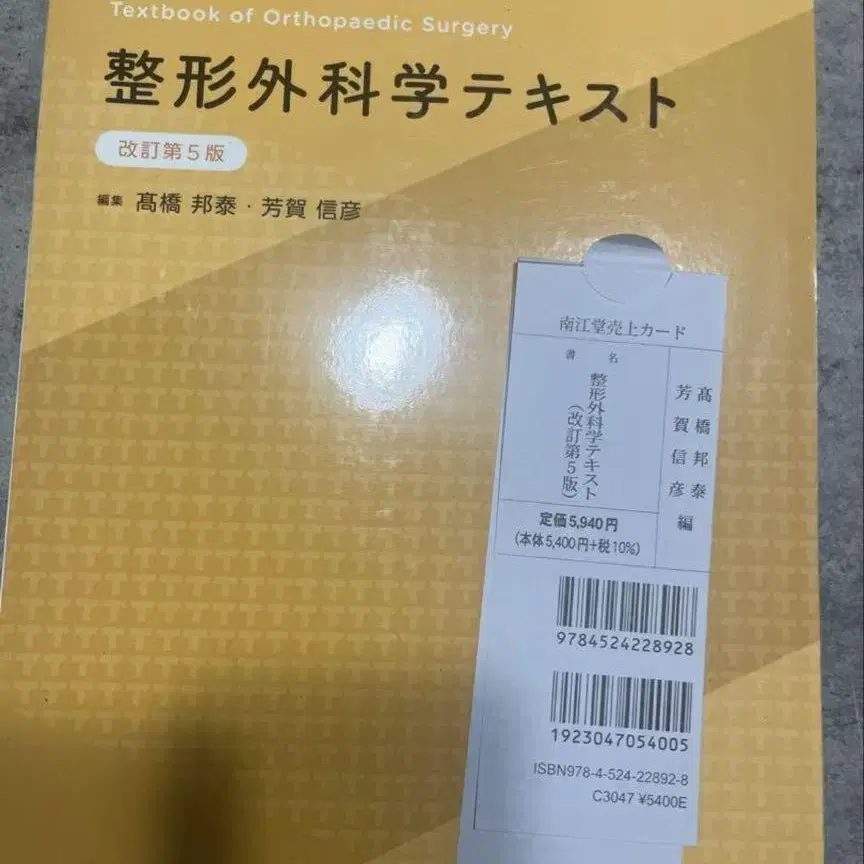 Textbook of Orthopaedic Surgery
整形外科学テキスト
改訂第5版
編集 髙橋 邦泰・芳賀 信彦
南江堂売上カード
書名
整形外科学テキスト
(改訂第5版)
髙橋邦泰
芳賀信彦 編
定価5,940円
(本体5,400円+税10%)
9784524228928
1923047054005
ISBN978-4-524-22892-8
C3047 ¥5400E